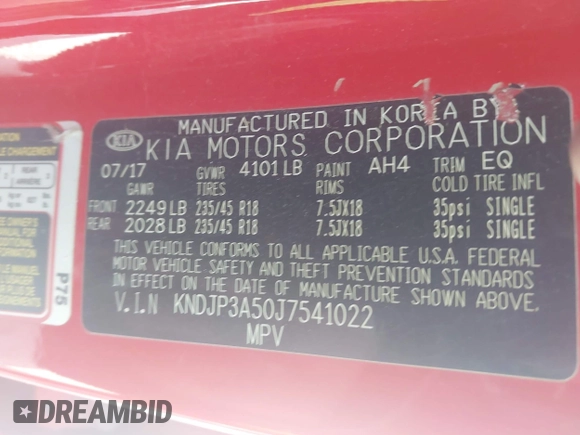 MANUFACTURED IN KOREA BY
KIA KIA MOTORS CORPORATION
07/17 GVWR 4101 LB PAINT AH4 TRIM EQ
GAWR TIRES RIMS COLD TIRE INFL
FRONT 2249 LB 235/45 R18 7.5JX18 35psi SINGLE
REAR 2028 LB 235/45 R18 7.5JX18 35psi SINGLE
THIS VEHICLE CONFORMS TO ALL APPLICABLE U.S.A. FEDERAL
MOTOR VEHICLE SAFETY AND THEFT PREVENTION STANDARDS
IN EFFECT ON THE DATE OF MANUFACTURE SHOWN ABOVE.
V.I.N KNDJP3A50J7541022
MPV
P75
DREAMBID